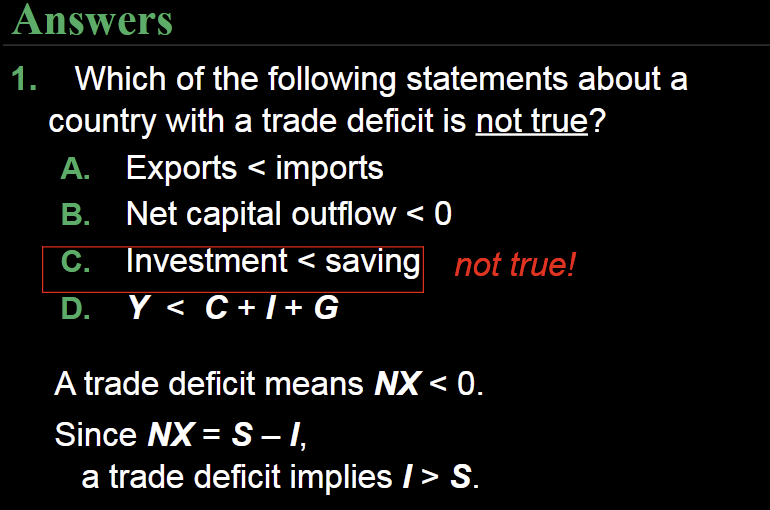 Answers
1. Which of the following statements about a
country with a trade deficit is not true?
A. Exports < imports
B. Net capital outflow < 0
C. Investment < saving not true!
D. Y < C + I + G
A trade deficit means NX < 0.
Since NX = S – I,
a trade deficit implies I > S.